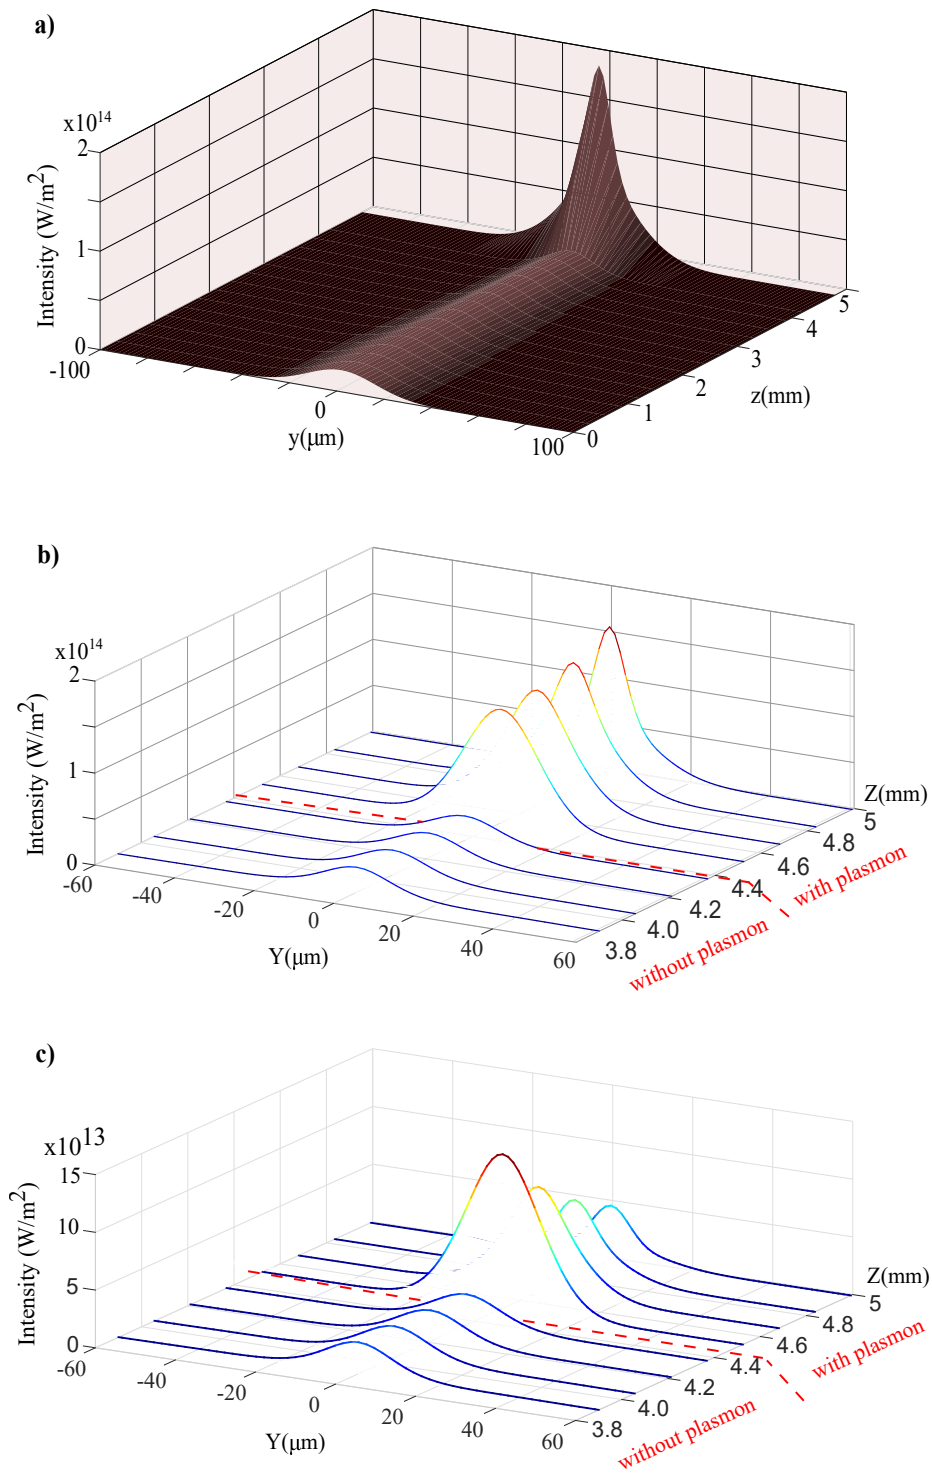 a)
x10^14
2
1
0
Intensity (W/m²)
-100
0
100
y(μm)
0
1
2
3
4
5
z(mm)
b)
x10^14
2
1
0
Intensity (W/m²)
-60
-40
-20
0
20
40
60
Y(μm)
3.8
4.0
4.2
4.4
4.6
4.8
5
Z(mm)
with plasmon
without plasmon
c)
x10^13
15
10
5
0
Intensity (W/m²)
-60
-40
-20
0
20
40
60
Y(μm)
3.8
4.0
4.2
4.4
4.6
4.8
5
Z(mm)
with plasmon
without plasmon